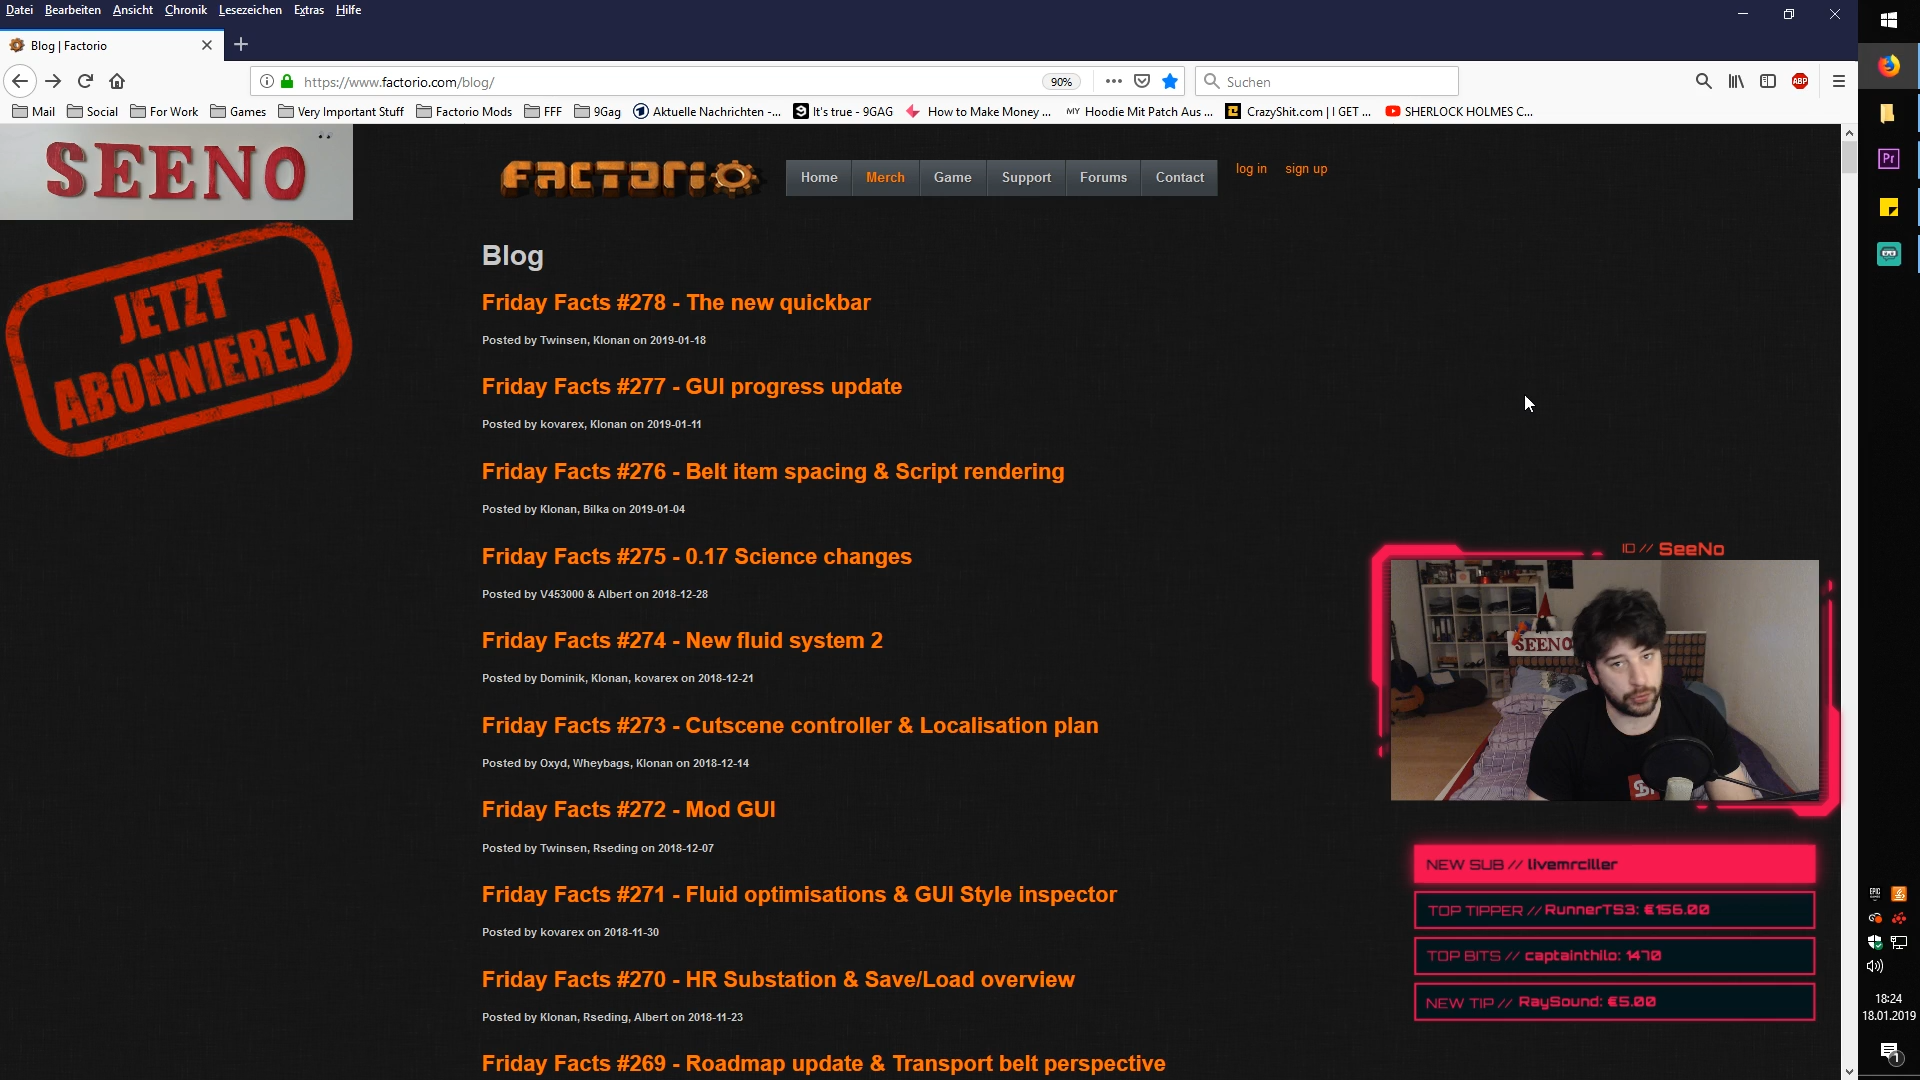 Datei Bearbeiten Ansicht Chronik Lesezeichen Extras Hilfe
Blog | Factorio
https://www.factorio.com/blog/
90%
Suchen
Mail Social For Work Games Very Important Stuff Factorio Mods FFF 9Gag Aktuelle Nachrichten -... It's true - 9GAG How to Make Money ... MY Hoodie Mit Patch Aus ... CrazyShit.com | I GET ... SHERLOCK HOLMES C...
ABP
SEENO
JETZT
ABONNIEREN
FACTORIO
Home Merch Game Support Forums Contact
log in sign up
Blog
Friday Facts #278 - The new quickbar
Posted by Twinsen, Klonan on 2019-01-18
Friday Facts #277 - GUI progress update
Posted by kovarex, Klonan on 2019-01-11
Friday Facts #276 - Belt item spacing & Script rendering
Posted by Klonan, Bilka on 2019-01-04
Friday Facts #275 - 0.17 Science changes
Posted by V453000 & Albert on 2018-12-28
Friday Facts #274 - New fluid system 2
Posted by Dominik, Klonan, kovarex on 2018-12-21
Friday Facts #273 - Cutscene controller & Localisation plan
Posted by Oxyd, Wheybags, Klonan on 2018-12-14
Friday Facts #272 - Mod GUI
Posted by Twinsen, Rseding on 2018-12-07
Friday Facts #271 - Fluid optimisations & GUI Style inspector
Posted by kovarex on 2018-11-30
Friday Facts #270 - HR Substation & Save/Load overview
Posted by Klonan, Rseding, Albert on 2018-11-23
Friday Facts #269 - Roadmap update & Transport belt perspective
ID // SeeNo
SEENO
NEW SUB // livemrciller
TOP TIPPER // RunnerTS3: €156.00
TOP BITS // captainthilo: 1470
NEW TIP // RaySound: €5.00
Pr
EPIC
18:24
18.01.2019
1